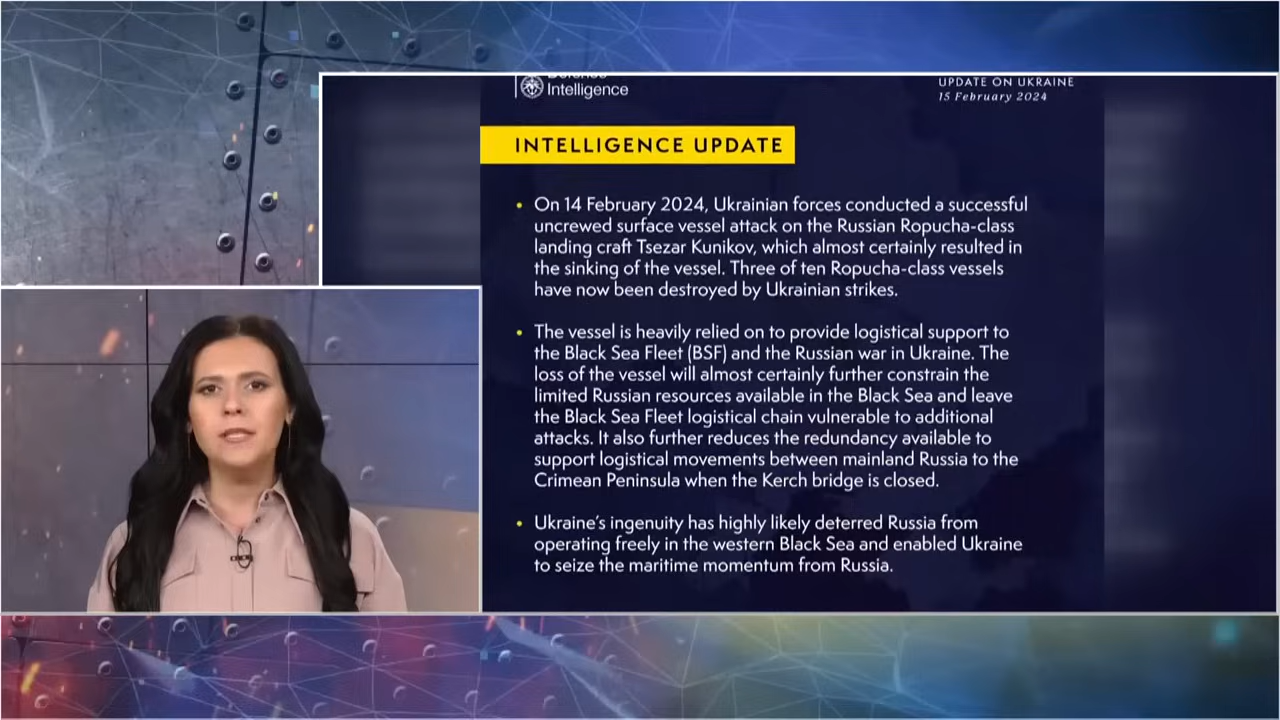 Defence
Intelligence
UPDATE ON UKRAINE
15 February 2024
INTELLIGENCE UPDATE
• On 14 February 2024, Ukrainian forces conducted a successful
uncrewed surface vessel attack on the Russian Ropucha-class
landing craft Tsezar Kunikov, which almost certainly resulted in
the sinking of the vessel. Three of ten Ropucha-class vessels
have now been destroyed by Ukrainian strikes.
• The vessel is heavily relied on to provide logistical support to
the Black Sea Fleet (BSF) and the Russian war in Ukraine. The
loss of the vessel will almost certainly further constrain the
limited Russian resources available in the Black Sea and leave
the Black Sea Fleet logistical chain vulnerable to additional
attacks. It also further reduces the redundancy available to
support logistical movements between mainland Russia to the
Crimean Peninsula when the Kerch bridge is closed.
• Ukraine's ingenuity has highly likely deterred Russia from
operating freely in the western Black Sea and enabled Ukraine
to seize the maritime momentum from Russia.